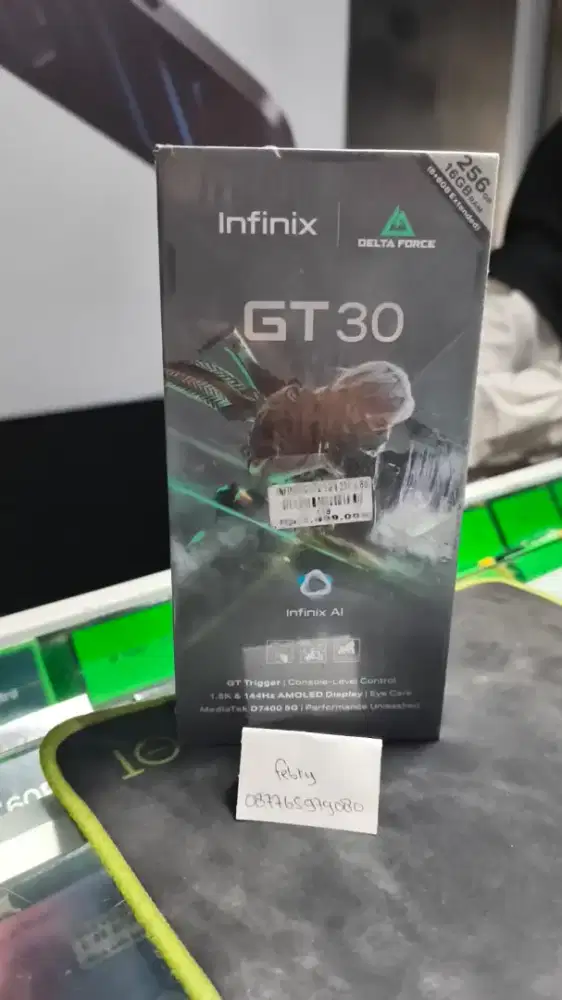 256GB
16GB RAM
(8+8GB Extended)
Infinix
DELTA FORCE
GT 30
Infinix AI
GT Trigger | Console-Level Control
1.5K & 144Hz AMOLED Display | Eye Care
MediaTek D7400 5G | Performance Unleashed
febry
087765979080